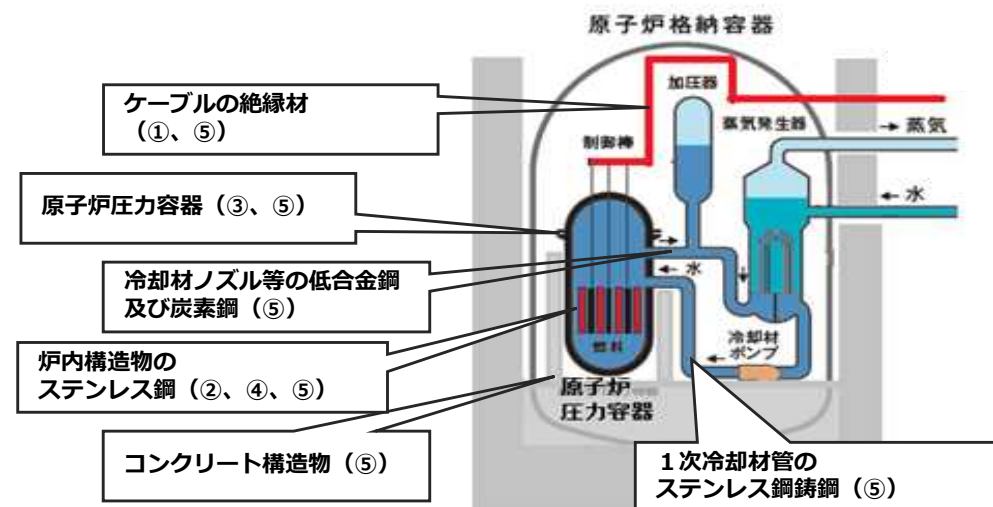 原子炉格納容器
ケーブルの絶縁材
（①、⑤）
加圧器
蒸気発生器
→ 蒸気
制御棒
← 水
原子炉圧力容器（③、⑤）
冷却材ノズル等の低合金鋼
及び炭素鋼（⑤）
← 水
炉内構造物の
ステンレス鋼（②、④、⑤）
燃料
冷却材
ポンプ
原子炉
圧力容器
コンクリート構造物（⑤）
１次冷却材管の
ステンレス鋼鋳鋼（⑤）